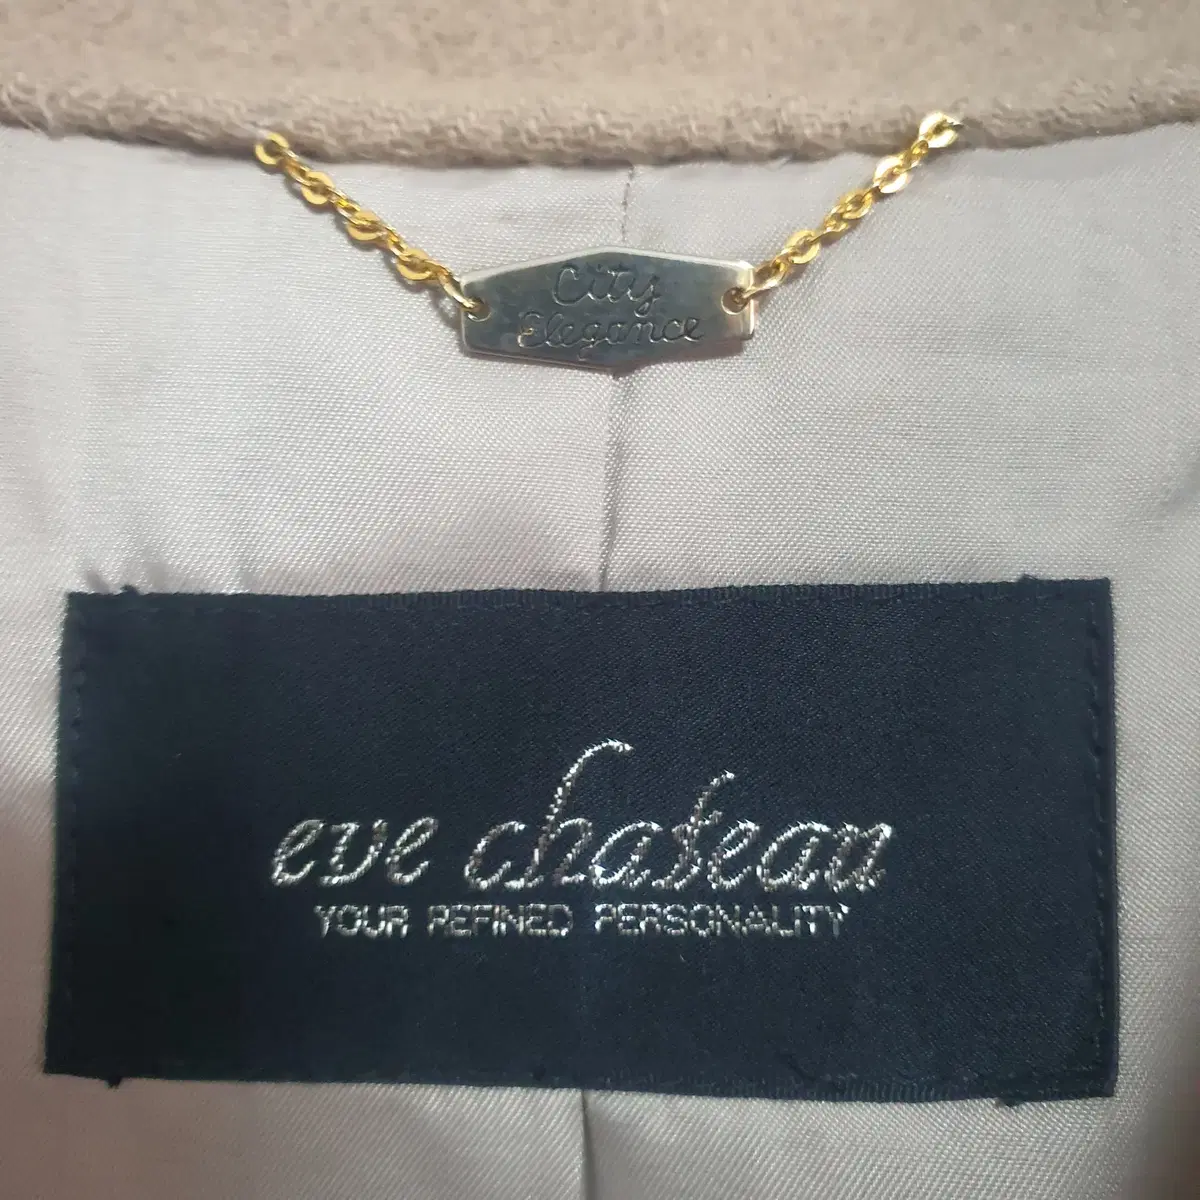 City
Elegance
eve chateau
YOUR REFINED PERSONALITY